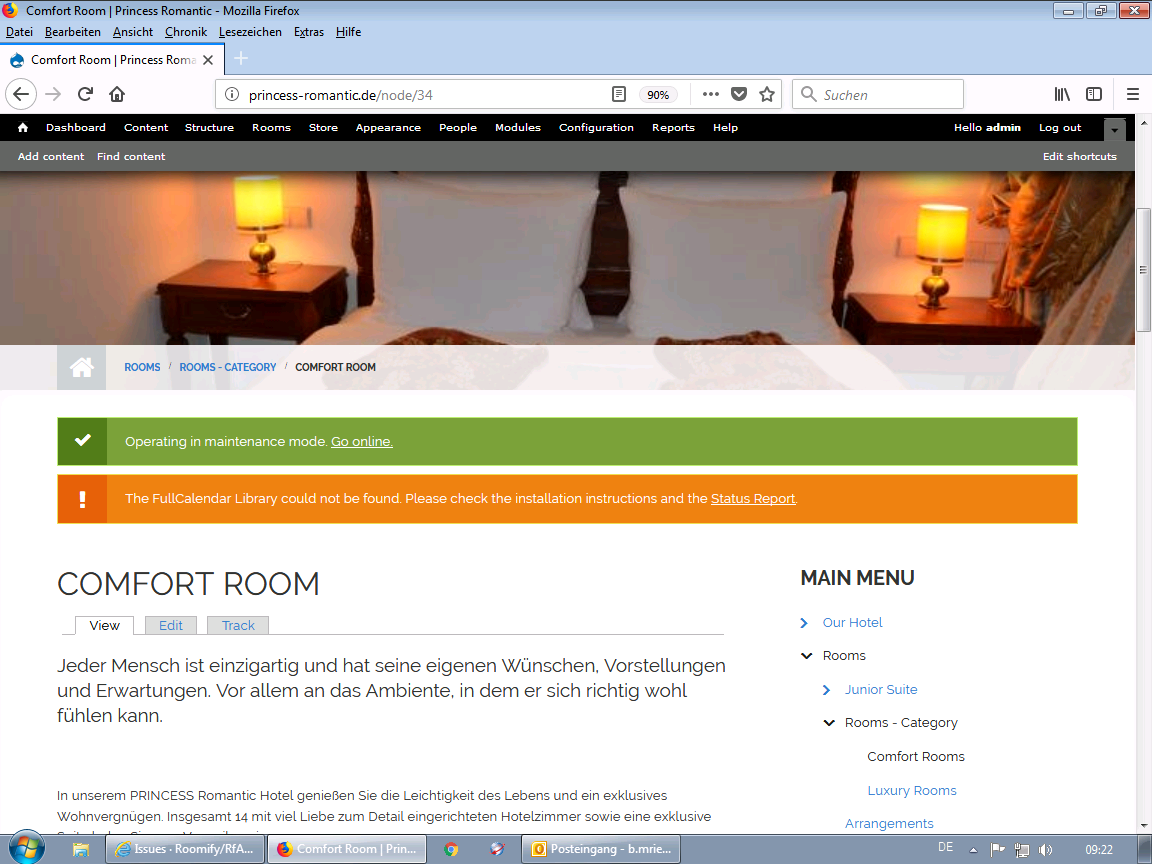 Comfort Room | Princess Romantic - Mozilla Firefox
Datei Bearbeiten Ansicht Chronik Lesezeichen Extras Hilfe
Comfort Room | Princess Roma
princess-romantic.de/node/34 90% Suchen
Dashboard Content Structure Rooms Store Appearance People Modules Configuration Reports Help Hello admin Log out
Add content Find content Edit shortcuts
ROOMS / ROOMS - CATEGORY / COMFORT ROOM
Operating in maintenance mode. Go online.
The FullCalendar Library could not be found. Please check the installation instructions and the Status Report.
COMFORT ROOM
View Edit Track
Jeder Mensch ist einzigartig und hat seine eigenen Wünschen, Vorstellungen
und Erwartungen. Vor allem an das Ambiente, in dem er sich richtig wohl
fühlen kann.
In unserem PRINCESS Romantic Hotel genießen Sie die Leichtigkeit des Lebens und ein exklusives
Wohnvergnügen. Insgesamt 14 mit viel Liebe zum Detail eingerichteten Hotelzimmer sowie eine exklusive
MAIN MENU
Our Hotel
Rooms
Junior Suite
Rooms - Category
Comfort Rooms
Luxury Rooms
Arrangements
Issues · Roomify/RfA... Comfort Room | Prin... Posteingang - b.mrie... DE 09:22